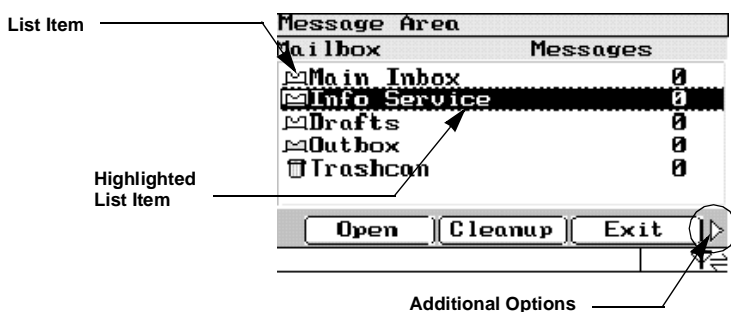 List Item
Message Area
Mailbox Messages
Main Inbox 0
Info Service 0
Drafts 0
Outbox 0
Trashcan 0
Highlighted
List Item
Open Cleanup Exit
Additional Options